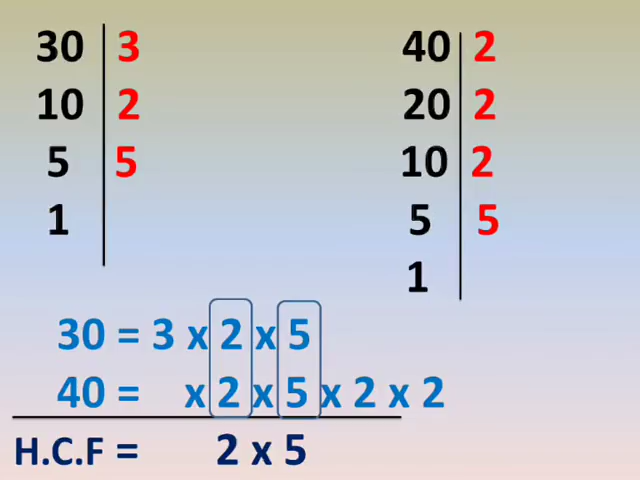 30 3 40 2
10 2 20 2
5 5 10 2
1 5 5
1
30 = 3 x 2 x 5
40 = x 2 x 5 x 2 x 2
H.C.F = 2 x 5